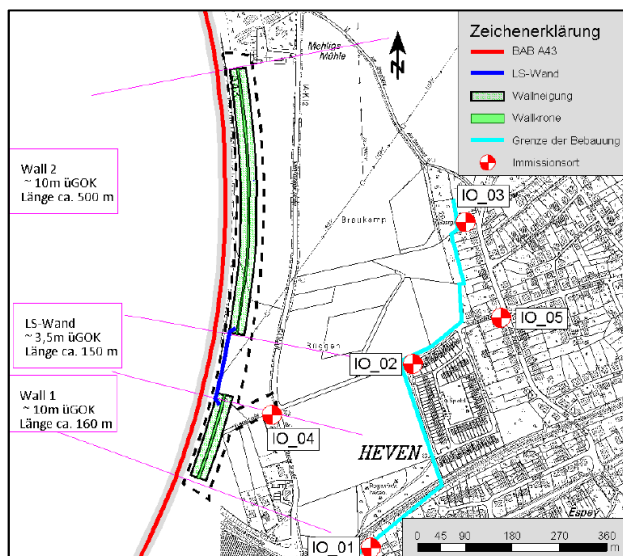 Zeichenerklärung
BAB A43
LS-Wand
Wallneigung
Wallkrone
Grenze der Bebauung
Immissionsort
Mühle
N
Wall 2
~ 10m üGOK
Länge ca. 500 m
IO_03
Braukamp
LS-Wand
~ 3,5m üGOK
Länge ca. 150 m
IO_05
IO_02
Wall 1
~ 10m üGOK
Länge ca. 160 m
IO_04
HEVEN
Espey
IO_01
0 45 90 180 270 360
m